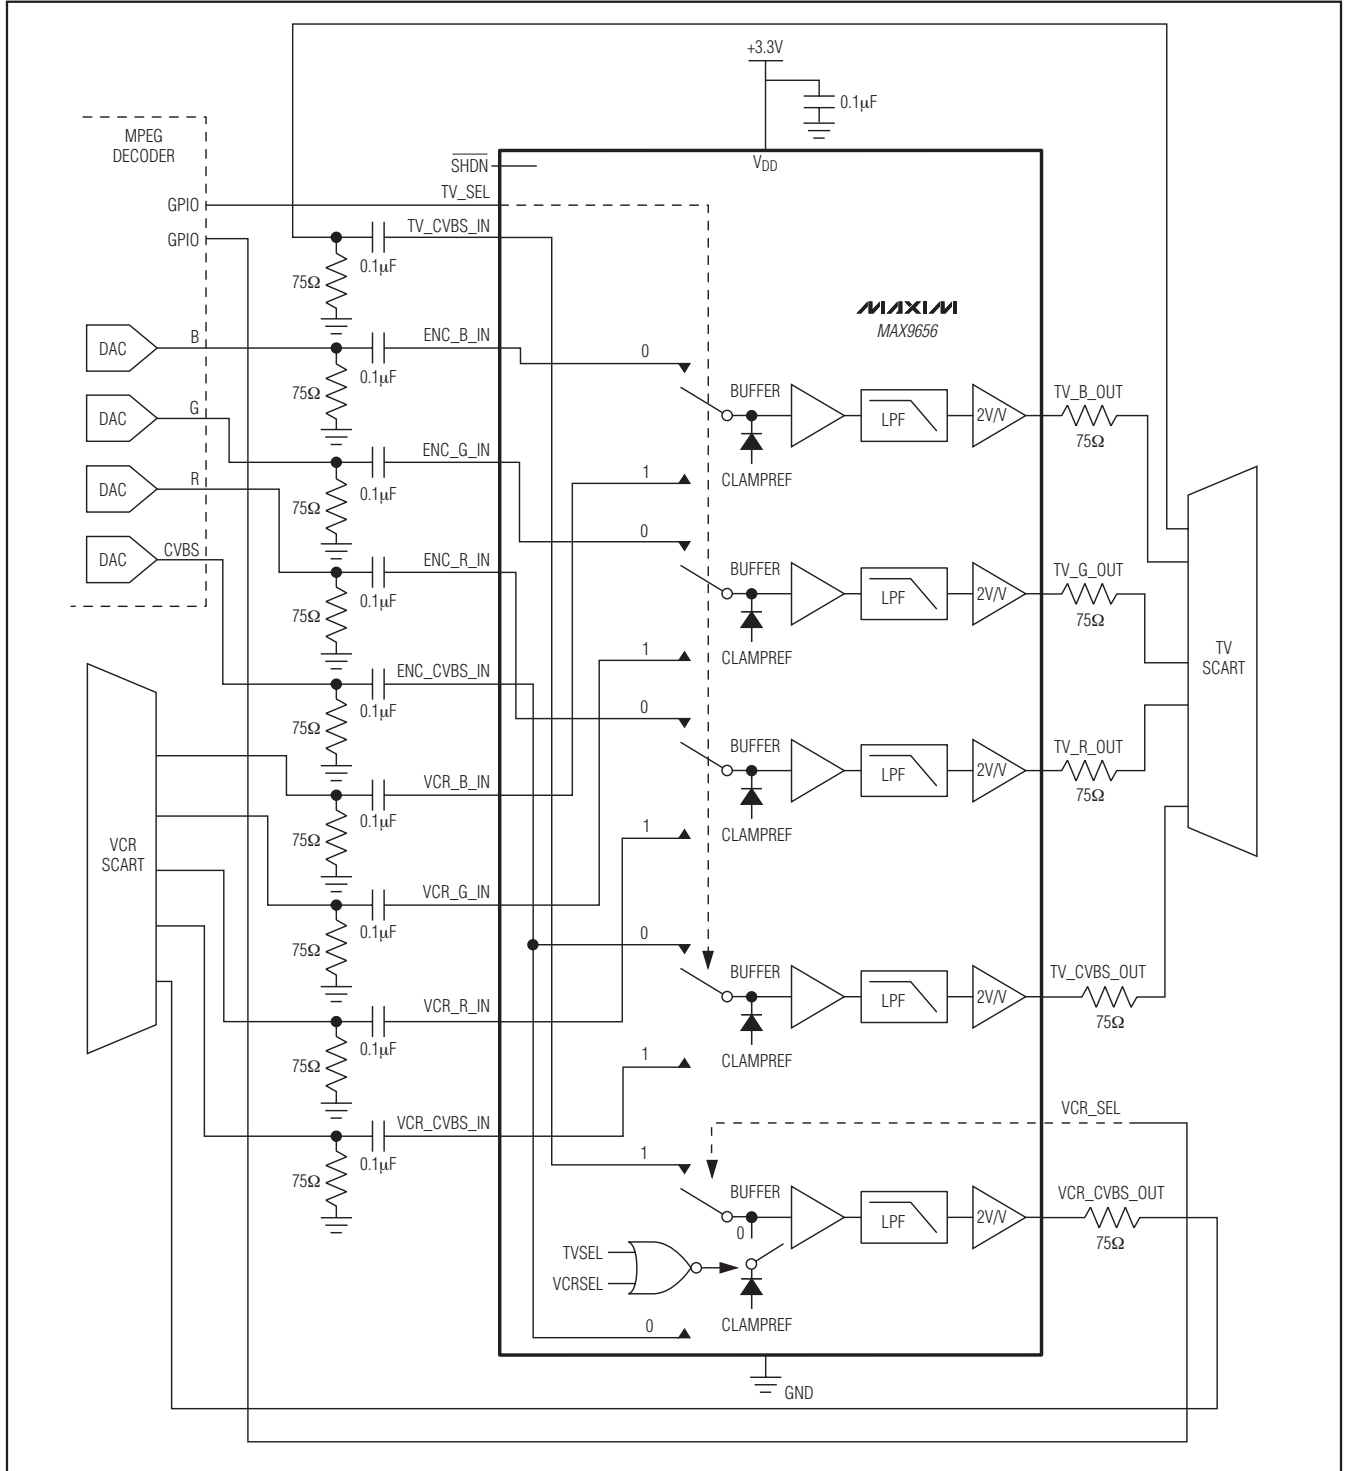 +3.3V
0.1µF
MPEG
DECODER
SHDN
VDD
TV_SEL
GPIO
TV_CVBS_IN
GPIO
0.1µF
75Ω
MAXIM
MAX9656
DAC
B
ENC_B_IN
0
0.1µF
75Ω
BUFFER
LPF
2V/V
TV_B_OUT
75Ω
DAC
G
ENC_G_IN
1
CLAMPREF
0.1µF
75Ω
DAC
R
0
BUFFER
LPF
2V/V
TV_G_OUT
75Ω
DAC
CVBS
ENC_R_IN
0.1µF
75Ω
1
CLAMPREF
TV
SCART
ENC_CVBS_IN
0.1µF
75Ω
0
BUFFER
LPF
2V/V
TV_R_OUT
75Ω
VCR_B_IN
0.1µF
75Ω
1
CLAMPREF
VCR
SCART
VCR_G_IN
0.1µF
75Ω
0
BUFFER
LPF
2V/V
TV_CVBS_OUT
75Ω
VCR_R_IN
0.1µF
75Ω
1
CLAMPREF
VCR_CVBS_IN
0.1µF
75Ω
VCR_SEL
1
BUFFER
LPF
2V/V
VCR_CVBS_OUT
75Ω
0
TVSEL
VCRSEL
CLAMPREF
0
GND